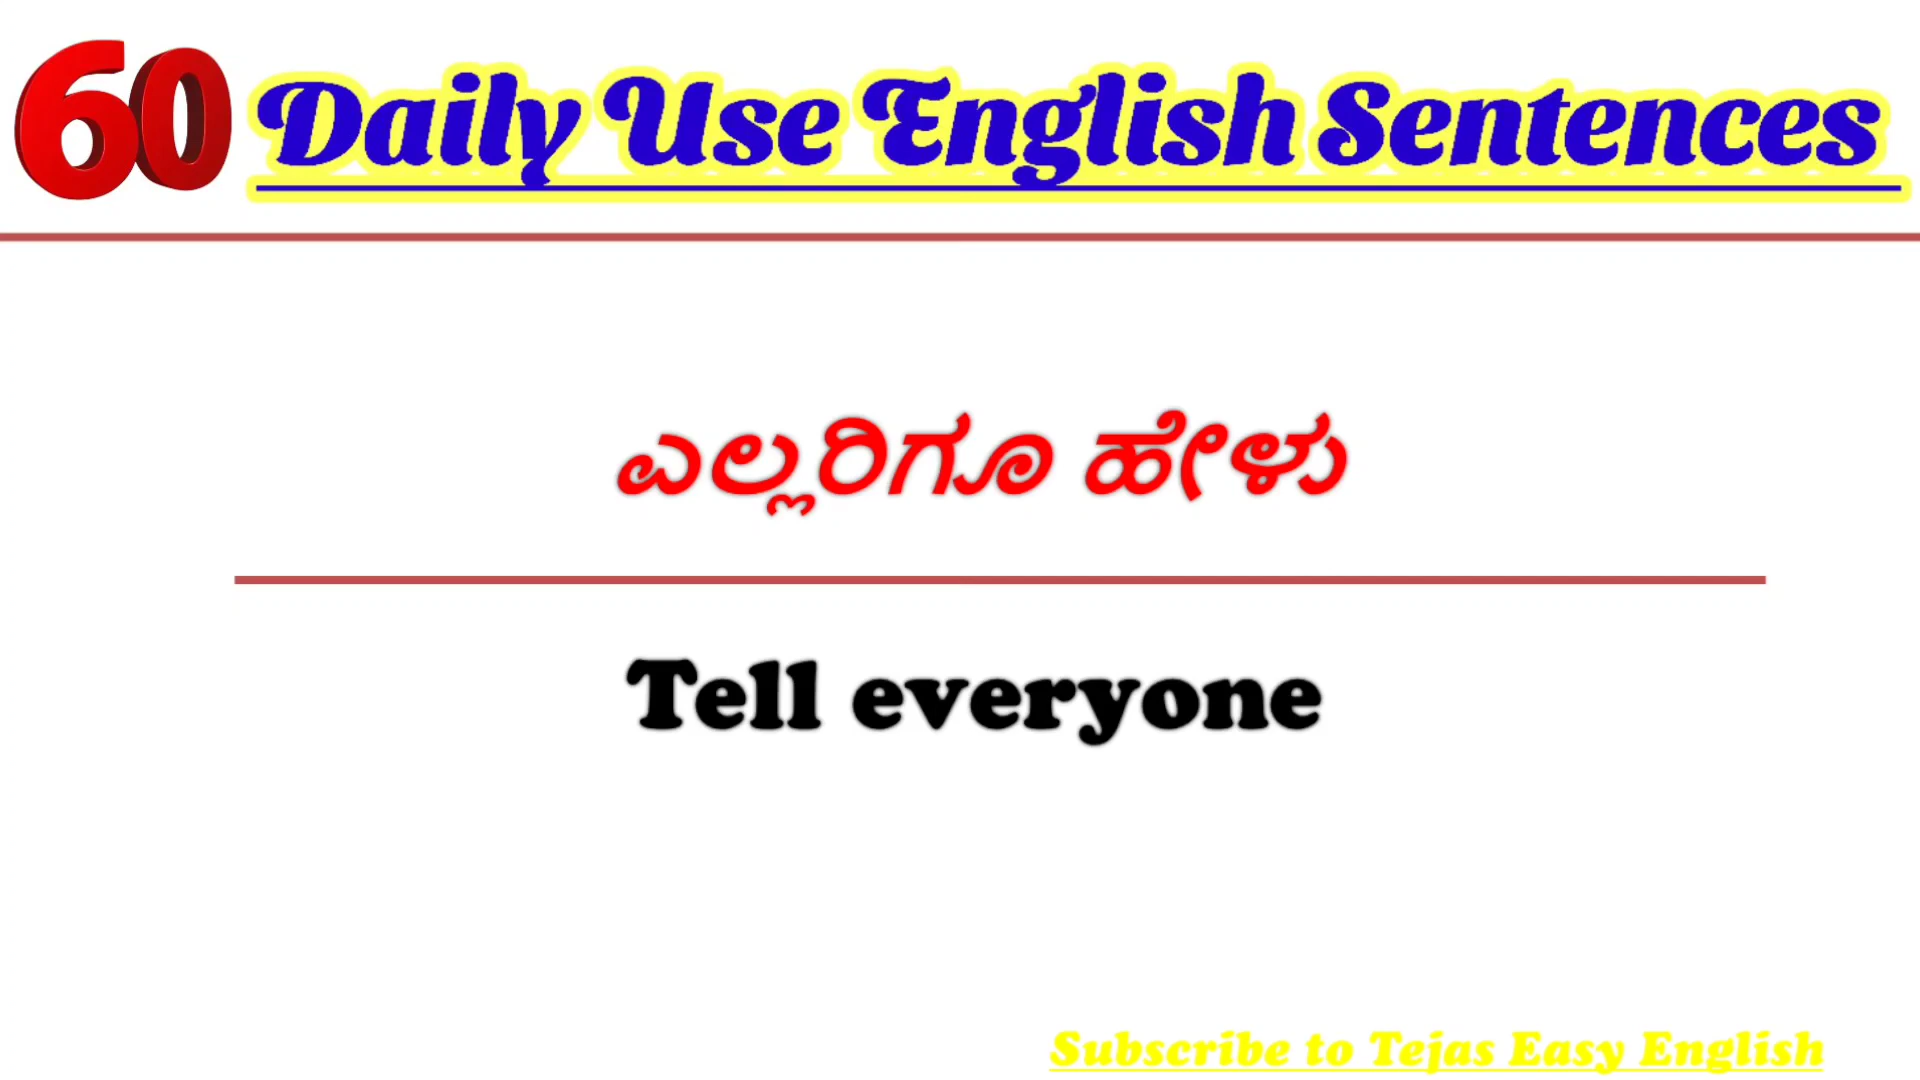 60 Daily Use English Sentences
ಎಲ್ಲರಿಗೂ ಹೇಳು
Tell everyone
Subscribe to Tejas Easy English